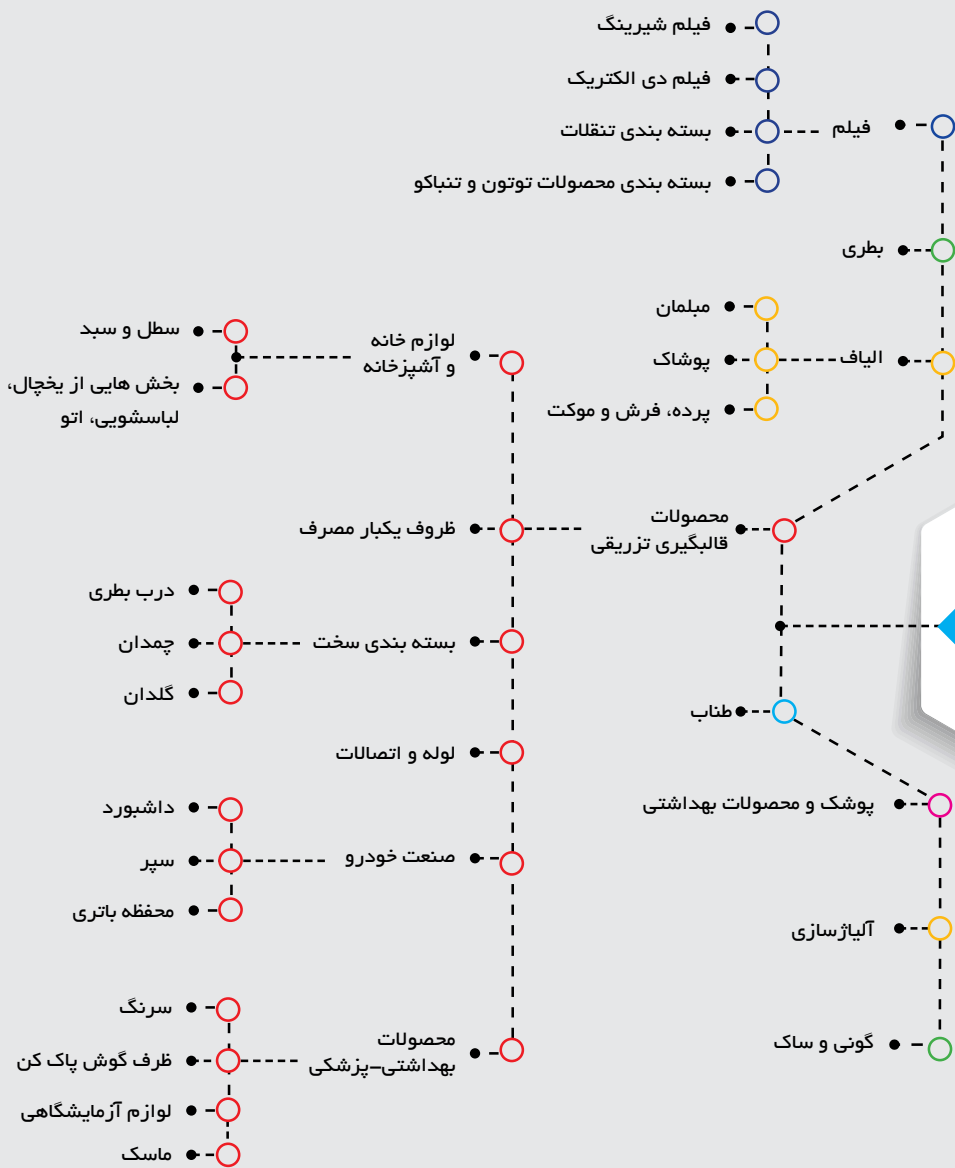 فیلم
فیلم شیرینگ
فیلم دی الکتریک
بسته بندی تنقلات
بسته بندی محصولات توتون و تنباکو
بطری
الیاف
مبلمان
پوشاک
پرده، فرش و موکت
محصولات
قالبگیری تزریقی
لوازم خانه
و آشپزخانه
سطل و سبد
بخش هایی از یخچال،
لباسشویی، اتو
ظروف یکبار مصرف
بسته بندی سخت
درب بطری
چمدان
گلدان
لوله و اتصالات
صنعت خودرو
داشبورد
سپر
محفظه باتری
محصولات
بهداشتی-پزشکی
سرنگ
ظرف گوش پاک کن
لوازم آزمایشگاهی
ماسک
طناب
پوشک و محصولات بهداشتی
آلیاژسازی
گونی و ساک